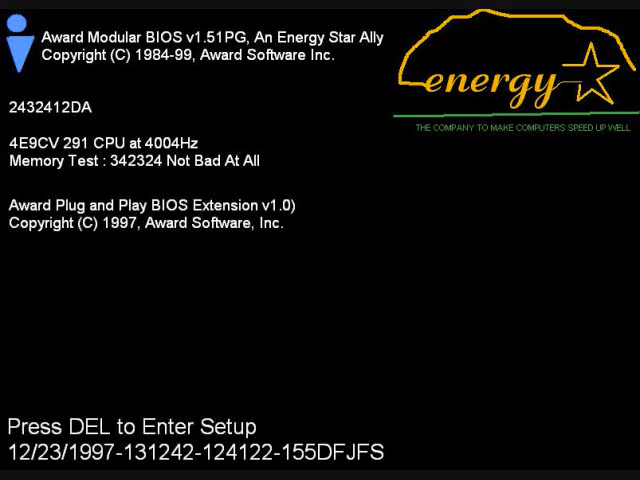 Award Modular BIOS v1.51PG, An Energy Star Ally
Copyright (C) 1984-99, Award Software Inc.
energy
THE COMPANY TO MAKE COMPUTERS SPEED UP WELL
2432412DA
4E9CV 291 CPU at 4004Hz
Memory Test : 342324 Not Bad At All
Award Plug and Play BIOS Extension v1.0)
Copyright (C) 1997, Award Software, Inc.
Press DEL to Enter Setup
12/23/1997-131242-124122-155DFJFS